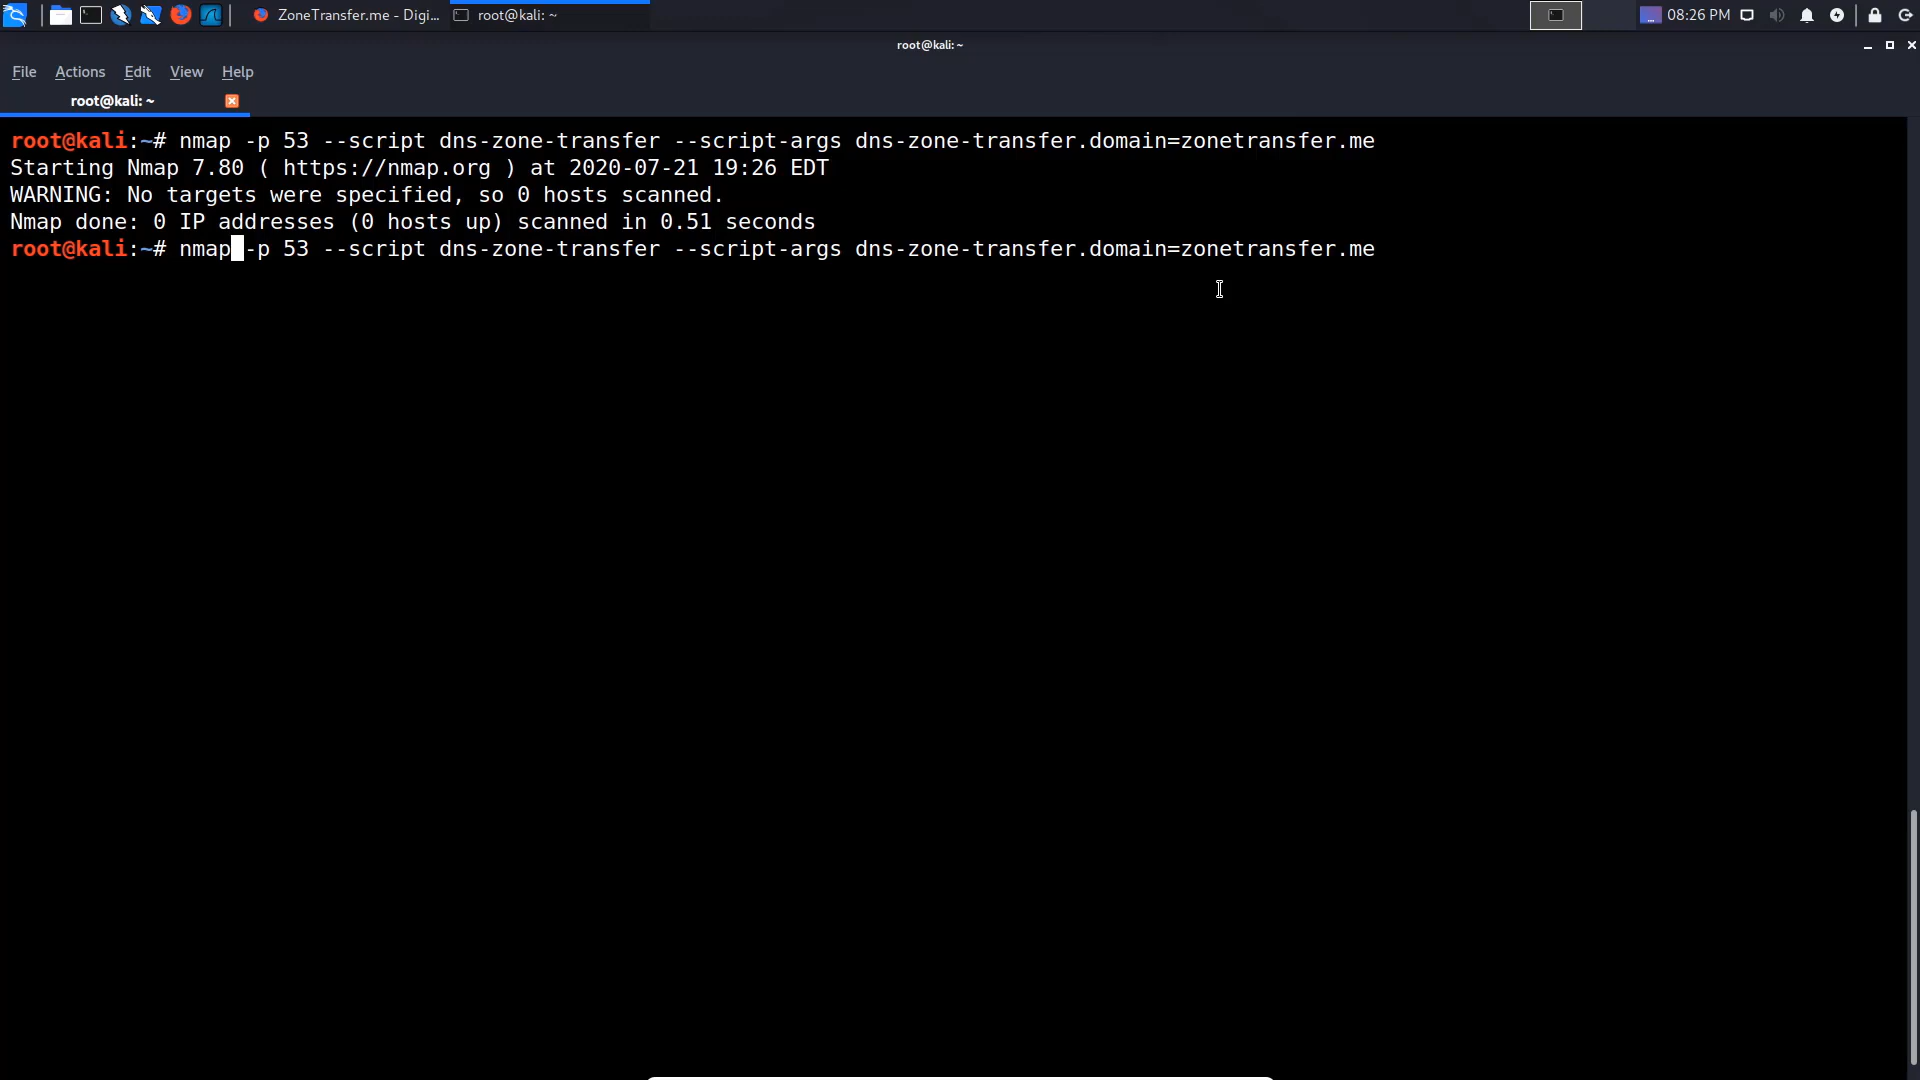 ZoneTransfer.me - Digi...
root@kali: ~
08:26 PM
root@kali: ~
File Actions Edit View Help
root@kali: ~
root@kali:~# nmap -p 53 --script dns-zone-transfer --script-args dns-zone-transfer.domain=zonetransfer.me
Starting Nmap 7.80 ( https://nmap.org ) at 2020-07-21 19:26 EDT
WARNING: No targets were specified, so 0 hosts scanned.
Nmap done: 0 IP addresses (0 hosts up) scanned in 0.51 seconds
root@kali:~# nmap -p 53 --script dns-zone-transfer --script-args dns-zone-transfer.domain=zonetransfer.me